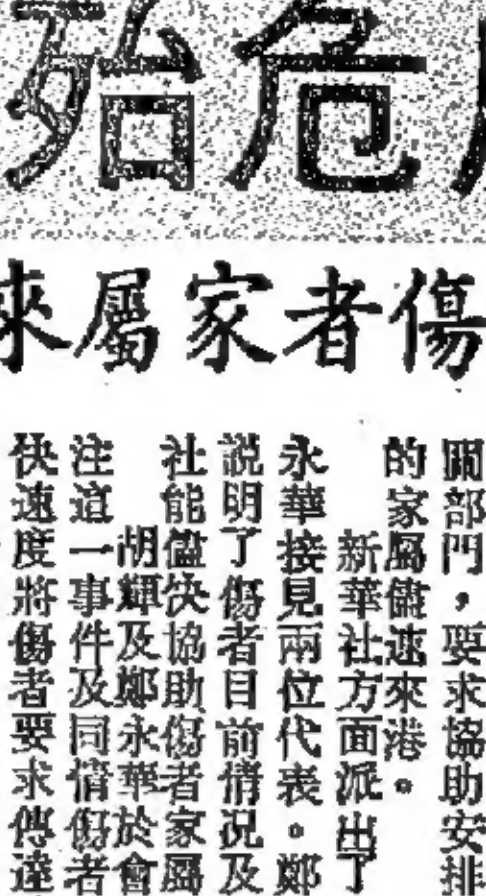 危殆
傷者家屬來
關部門，要求協助安排
的家屬儘速來港。
新華社方面派出了
永華接見兩位代表。鄭
説明了傷者目前情況及
社能儘快協助傷者家屬
胡輝及鄭永華於會
注這一事件及同情傷者
快速度將傷者要求傳達